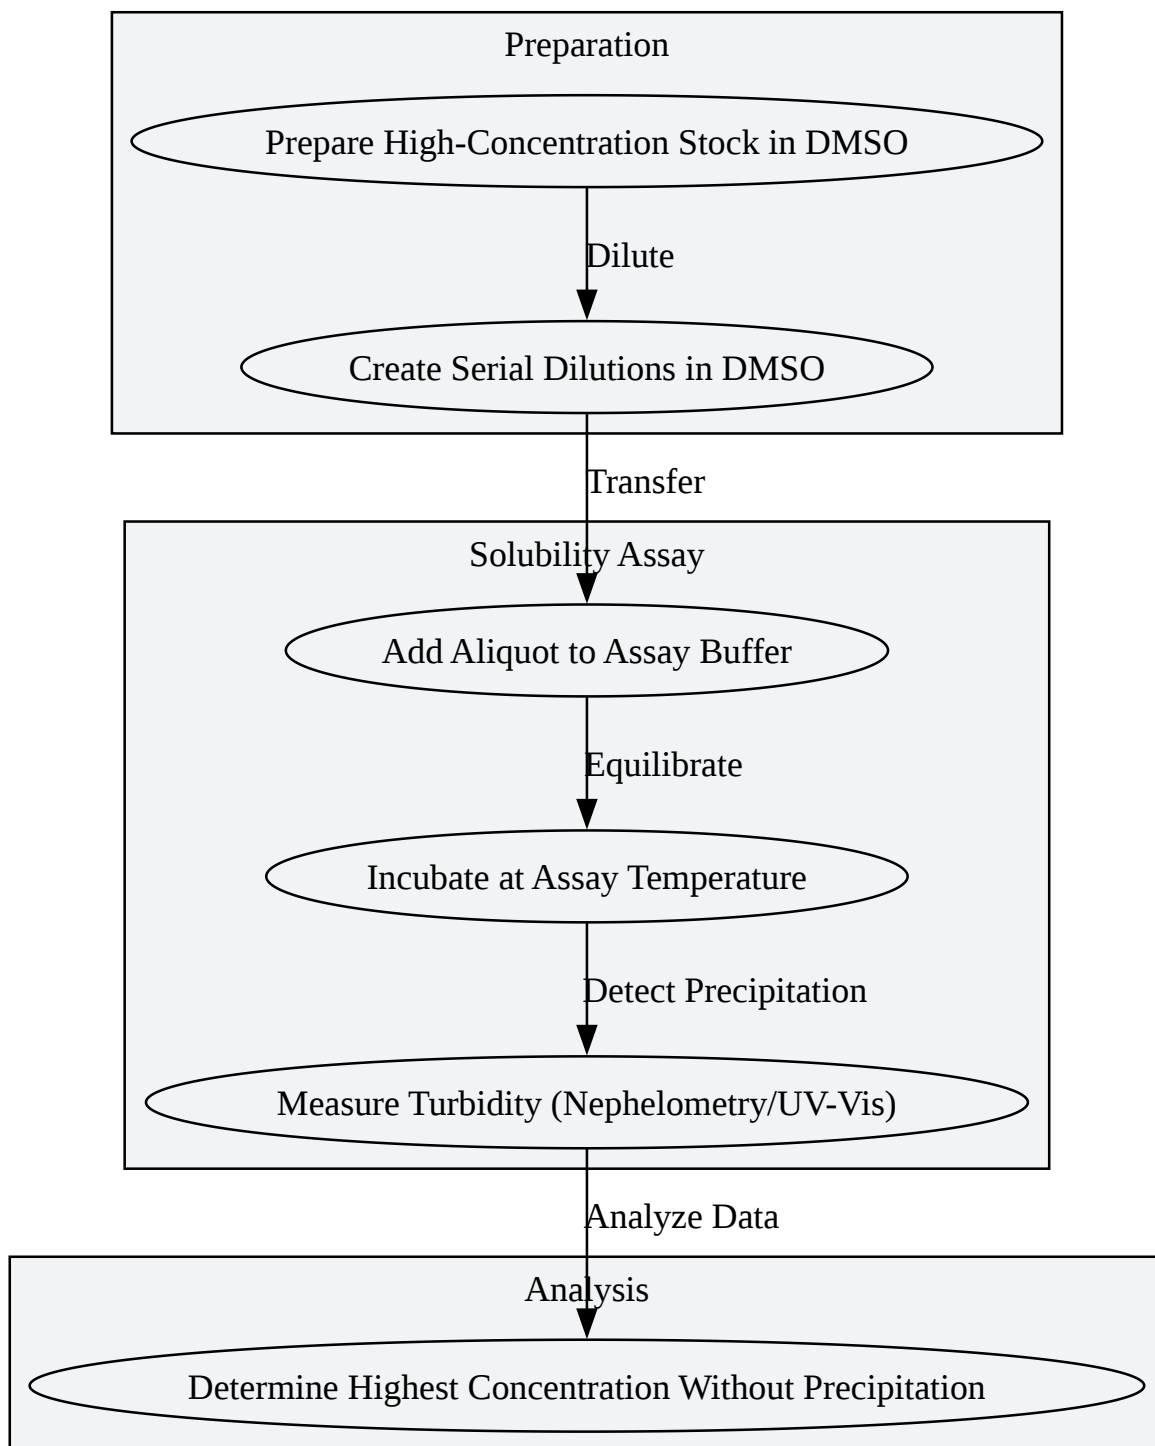 Preparation
Prepare High-Concentration Stock in DMSO
Dilute
Create Serial Dilutions in DMSO
Transfer
Solubility Assay
Add Aliquot to Assay Buffer
Equilibrate
Incubate at Assay Temperature
Detect Precipitation
Measure Turbidity (Nephelometry/UV-Vis)
Analyze Data
Analysis
Determine Highest Concentration Without Precipitation